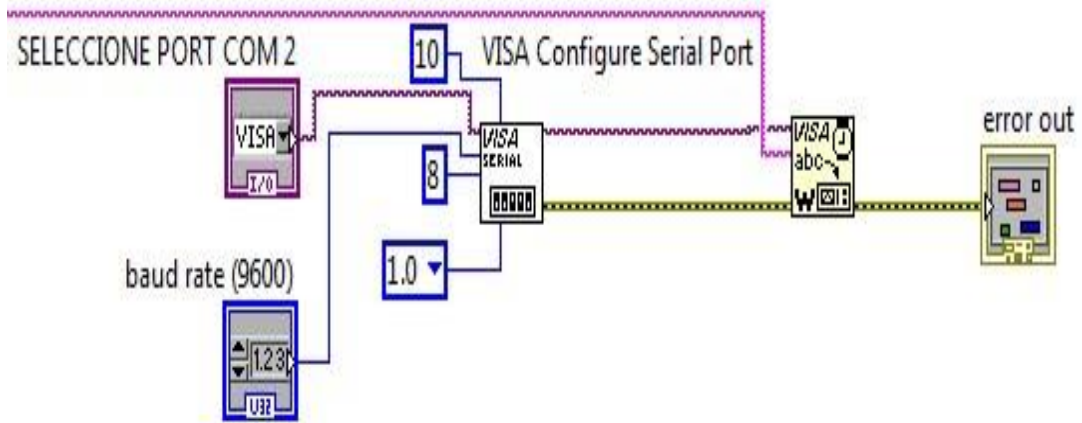 SELECCIONE PORT COM 2
10
VISA Configure Serial Port
error out
VISA
I/O
VISA
SERIAL
VISA
abc
W
8
1.0
baud rate (9600)
1.23
U32